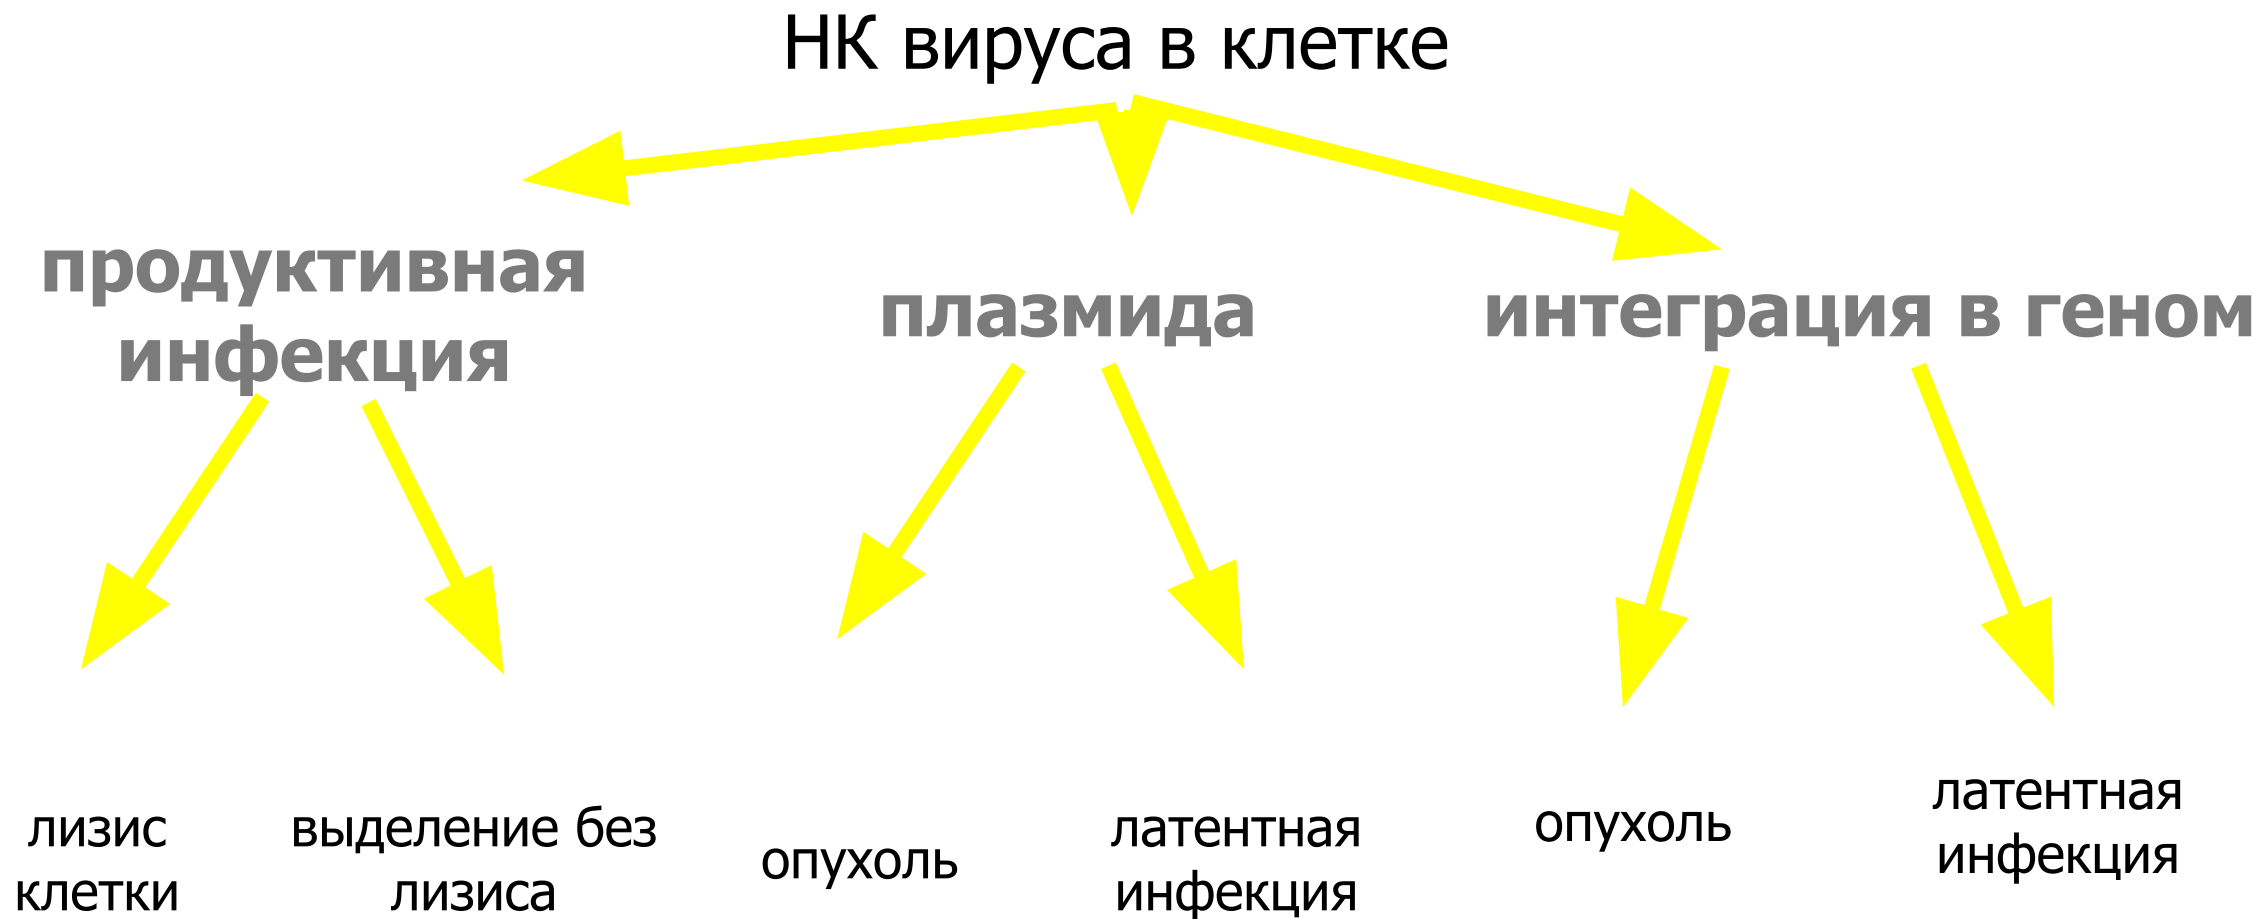 НК вируса в клетке
продуктивная
инфекция
плазмида
интеграция в геном
лизис
клетки
выделение без
лизиса
опухоль
латентная
инфекция
опухоль
латентная
инфекция